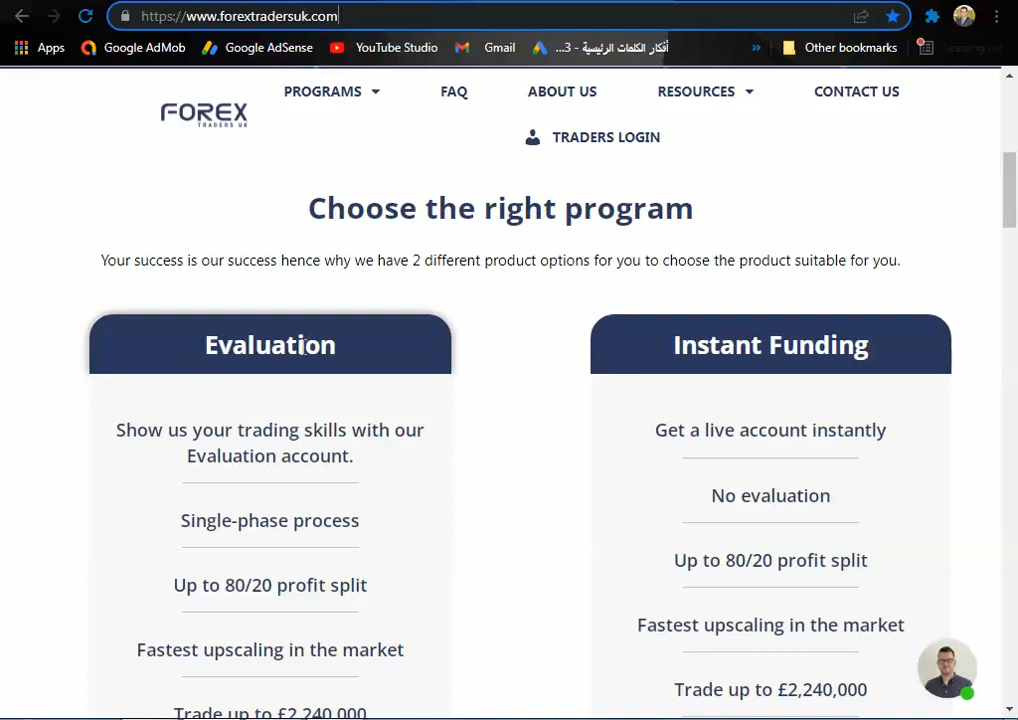 https://www.forextradersuk.com
Apps Google AdMob Google AdSense YouTube Studio Gmail أفكار الكلمات الرئيسية - 3... » Other bookmarks Reading list
FOREX
TRADERS UK
PROGRAMS FAQ ABOUT US RESOURCES CONTACT US
TRADERS LOGIN
Choose the right program
Your success is our success hence why we have 2 different product options for you to choose the product suitable for you.
Evaluation
Show us your trading skills with our
Evaluation account.
Single-phase process
Up to 80/20 profit split
Fastest upscaling in the market
Trade up to £2,240,000
Instant Funding
Get a live account instantly
No evaluation
Up to 80/20 profit split
Fastest upscaling in the market
Trade up to £2,240,000